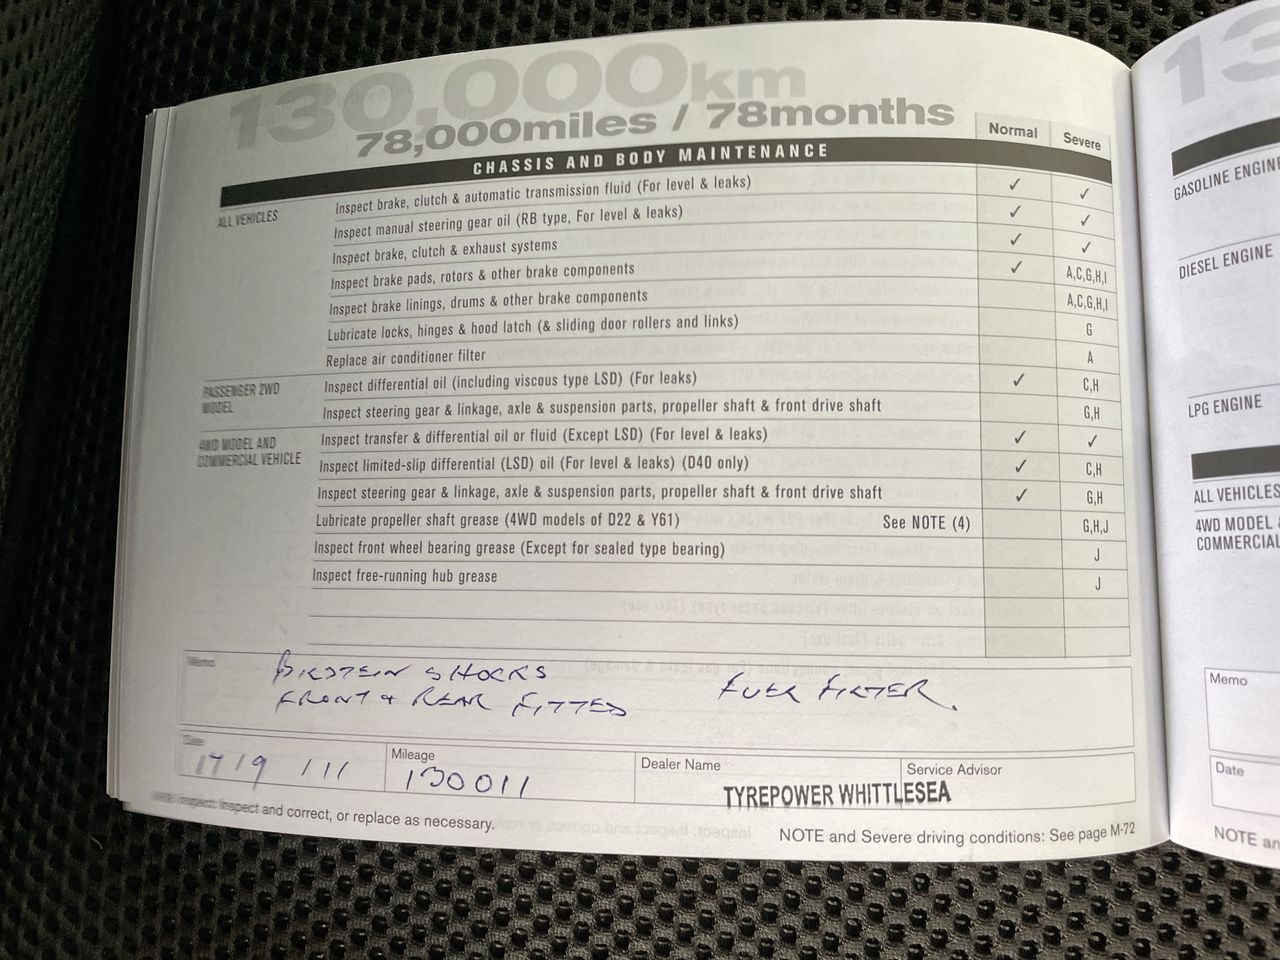 130,000km
78,000miles / 78months
Normal Severe
CHASSIS AND BODY MAINTENANCE
ALL VEHICLES
Inspect brake, clutch & automatic transmission fluid (For level & leaks) ✓ ✓
Inspect manual steering gear oil (RB type, For level & leaks) ✓ ✓
Inspect brake, clutch & exhaust systems ✓ ✓
Inspect brake pads, rotors & other brake components ✓ A,C,G,H,I
Inspect brake linings, drums & other brake components A,C,G,H,I
Lubricate locks, hinges & hood latch (& sliding door rollers and links) G
Replace air conditioner filter A
PASSENGER 2WD
MODEL
Inspect differential oil (including viscous type LSD) (For leaks) ✓ C,H
Inspect steering gear & linkage, axle & suspension parts, propeller shaft & front drive shaft G,H
4WD MODEL AND
COMMERCIAL VEHICLE
Inspect transfer & differential oil or fluid (Except LSD) (For level & leaks) ✓ ✓
Inspect limited-slip differential (LSD) oil (For level & leaks) (D40 only) ✓ C,H
Inspect steering gear & linkage, axle & suspension parts, propeller shaft & front drive shaft ✓ G,H
Lubricate propeller shaft grease (4WD models of D22 & Y61) See NOTE (4) G,H,J
Inspect front wheel bearing grease (Except for sealed type bearing) J
Inspect free-running hub grease J
Memo
BILSTEIN SHOCKS
FRONT + REAR FITTED FUEL FILTER.
Date Mileage Dealer Name Service Advisor
17/9/11 130011 TYREPOWER WHITTLESEA
Inspect: Inspect and correct, or replace as necessary.
NOTE and Severe driving conditions: See page M-72
13
GASOLINE ENGINE
DIESEL ENGINE
LPG ENGINE
ALL VEHICLES
4WD MODEL
COMMERCIAL
Memo
Date
NOTE an